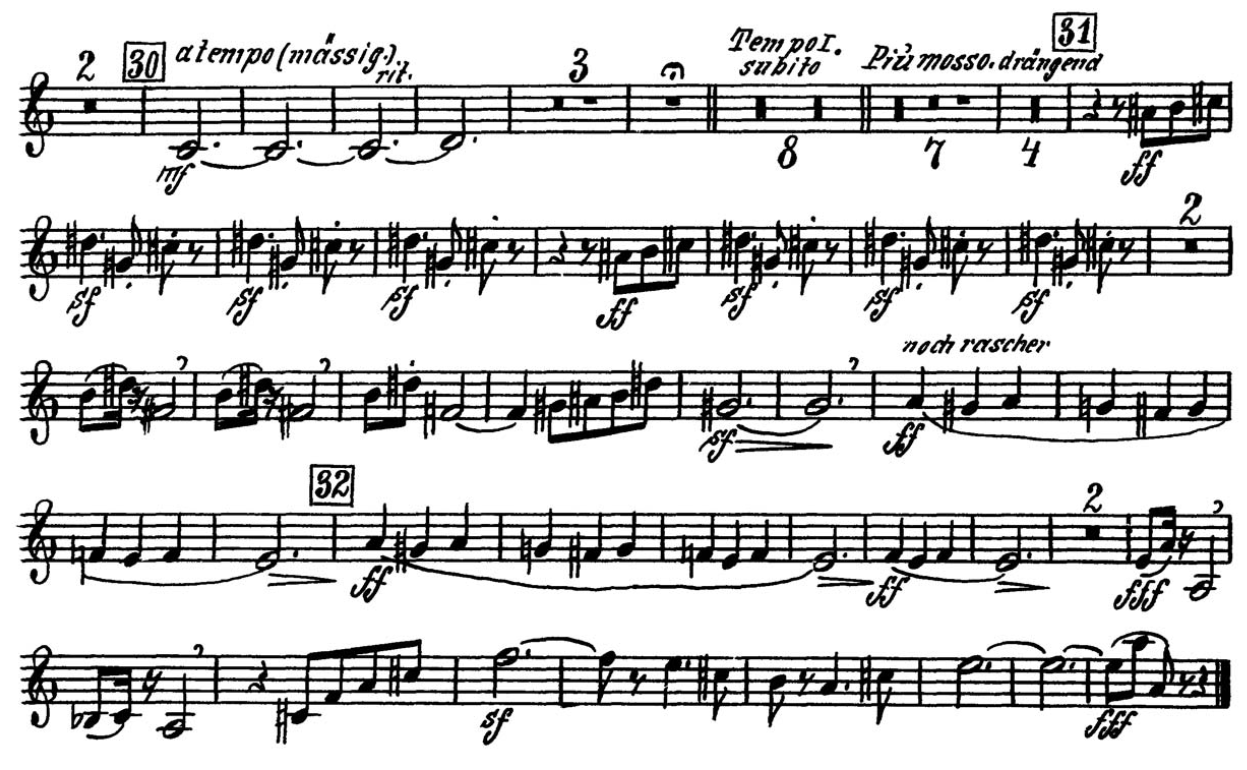 2 30 a tempo (mässig). rit. 3 Tempo I. subito Più mosso. drängend 31
mf 8 7 4 ff
2
sf sf sf ff sf sf sf
noch rascher
sf ff
32 2
ff ff fff
sf fff